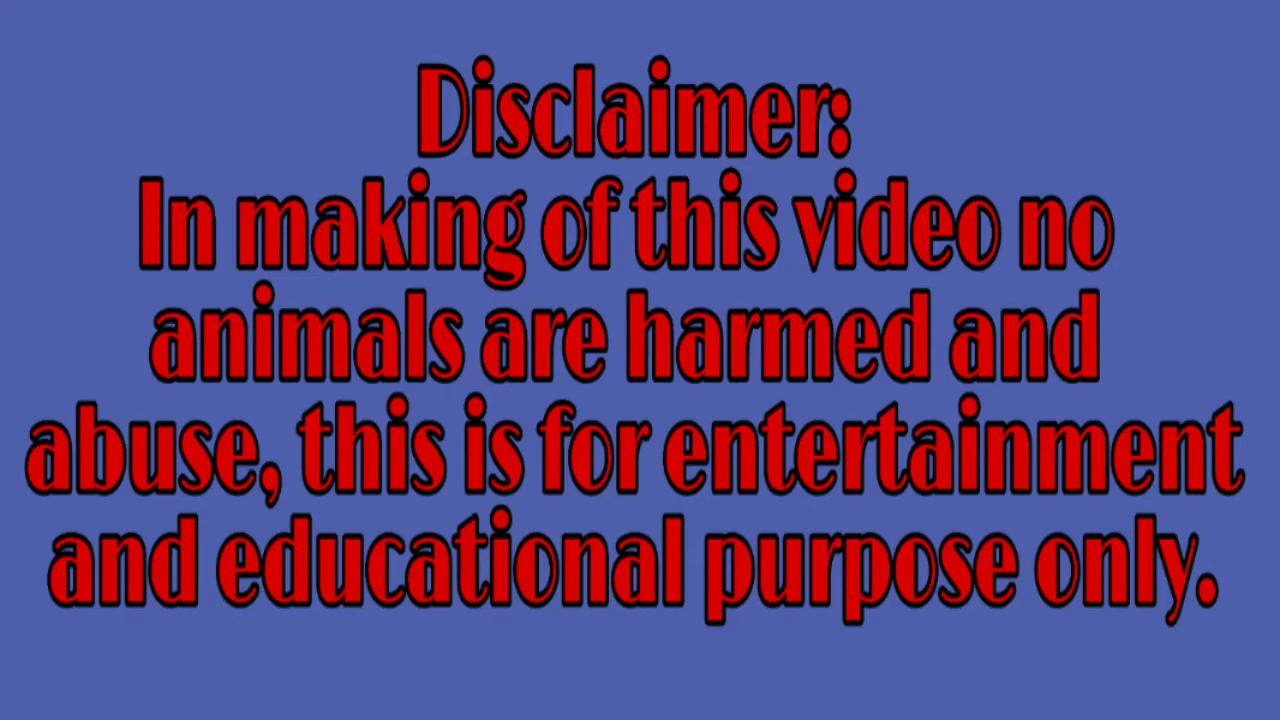 Disclaimer:
In making of this video no
animals are harmed and
abuse, this is for entertainment
and educational purpose only.